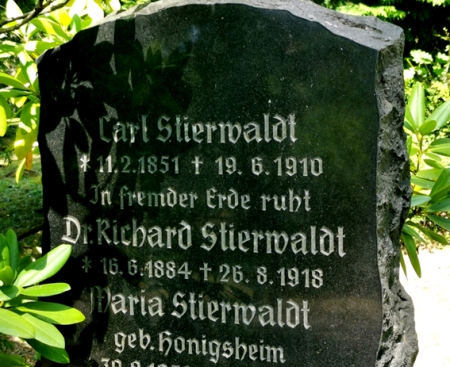 Carl Stierwaldt
* 11.2.1851 † 19.6.1910
In fremder Erde ruht
Dr. Richard Stierwaldt
* 16.6.1884 † 26.8.1918
Maria Stierwaldt
geb. Honigsheim